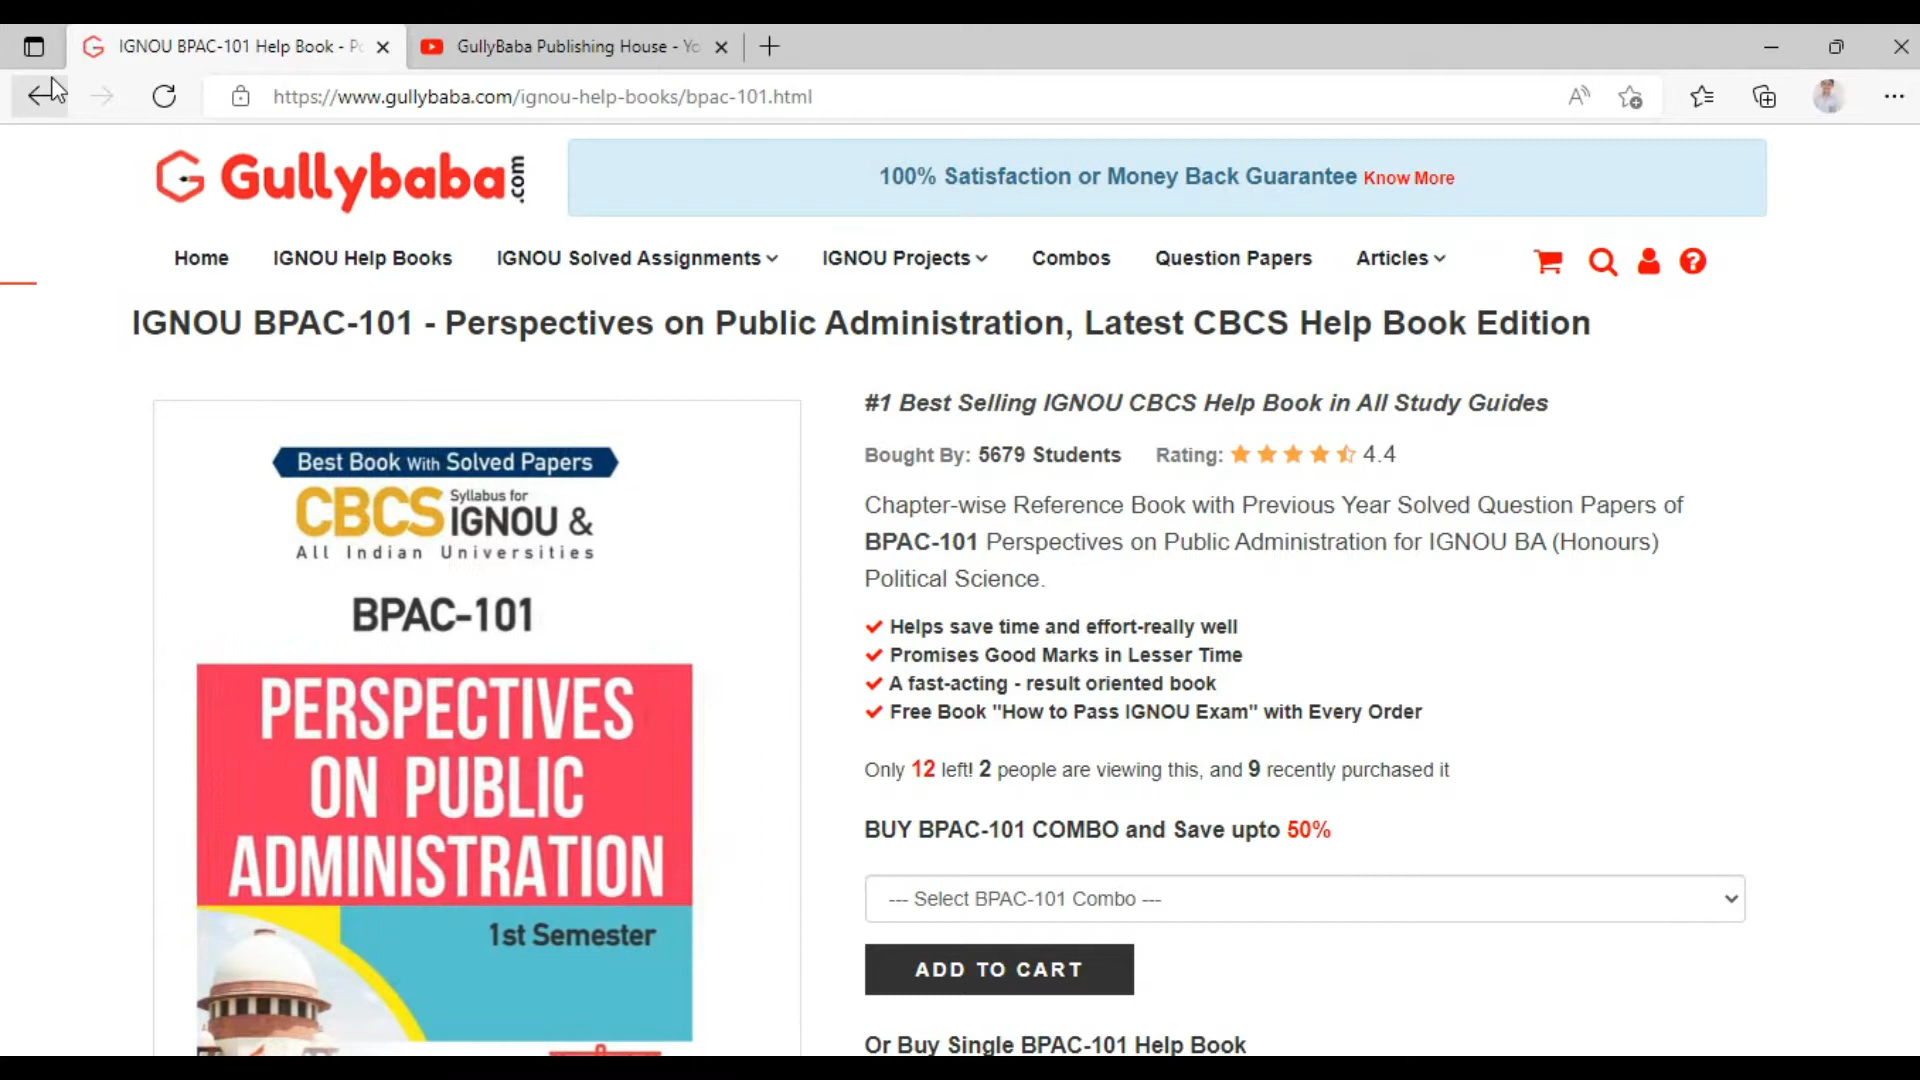 IGNOU BPAC-101 Help Book - Po
GullyBaba Publishing House - Yo
https://www.gullybaba.com/ignou-help-books/bpac-101.html
Gullybaba.com
100% Satisfaction or Money Back Guarantee Know More
Home IGNOU Help Books IGNOU Solved Assignments IGNOU Projects Combos Question Papers Articles
IGNOU BPAC-101 - Perspectives on Public Administration, Latest CBCS Help Book Edition
Best Book With Solved Papers
CBCS Syllabus for IGNOU &
All Indian Universities
BPAC-101
PERSPECTIVES
ON PUBLIC
ADMINISTRATION
1st Semester
#1 Best Selling IGNOU CBCS Help Book in All Study Guides
Bought By: 5679 Students Rating: 4.4
Chapter-wise Reference Book with Previous Year Solved Question Papers of
BPAC-101 Perspectives on Public Administration for IGNOU BA (Honours)
Political Science.
Helps save time and effort-really well
Promises Good Marks in Lesser Time
A fast-acting - result oriented book
Free Book "How to Pass IGNOU Exam" with Every Order
Only 12 left! 2 people are viewing this, and 9 recently purchased it
BUY BPAC-101 COMBO and Save upto 50%
--- Select BPAC-101 Combo ---
ADD TO CART
Or Buy Single BPAC-101 Help Book